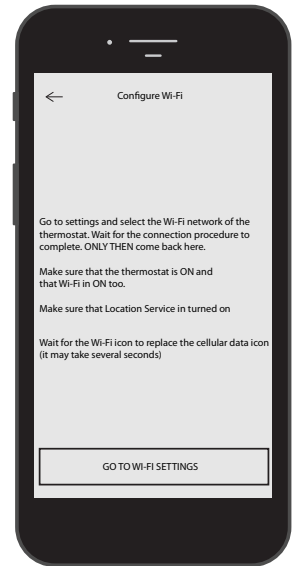 Configure Wi-Fi
Go to settings and select the Wi-Fi network of the
thermostat. Wait for the connection procedure to
complete. ONLY THEN come back here.
Make sure that the thermostat is ON and
that Wi-Fi in ON too.
Make sure that Location Service in turned on
Wait for the Wi-Fi icon to replace the cellular data icon
(it may take several seconds)
GO TO WI-FI SETTINGS